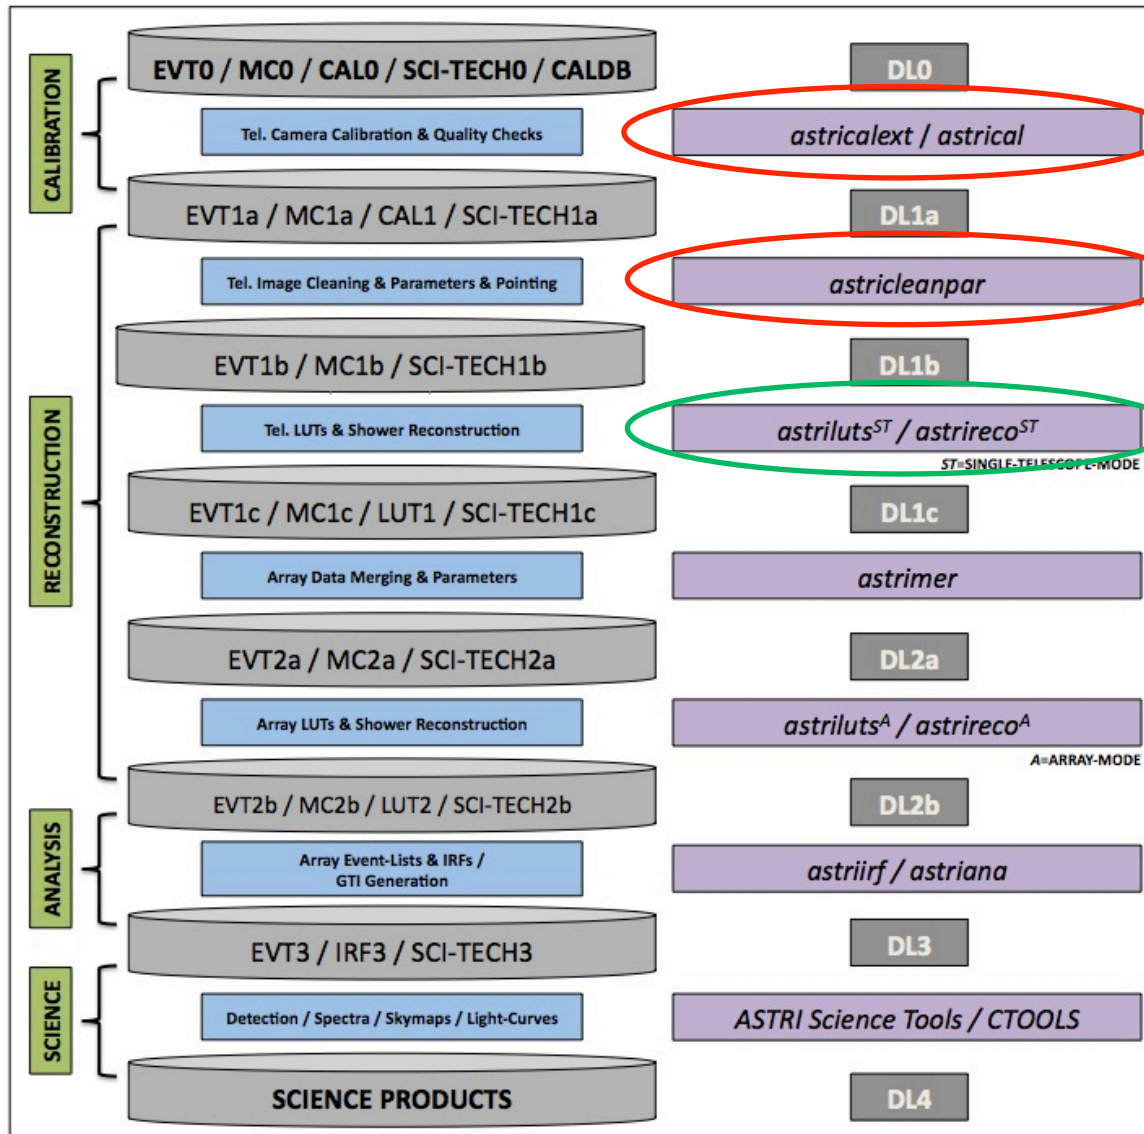 CALIBRATION
EVT0 / MC0 / CAL0 / SCI-TECH0 / CALDB
DL0
Tel. Camera Calibration & Quality Checks
astricalext / astrical
EVT1a / MC1a / CAL1 / SCI-TECH1a
DL1a
RECONSTRUCTION
Tel. Image Cleaning & Parameters & Pointing
astricleanpar
EVT1b / MC1b / SCI-TECH1b
DL1b
Tel. LUTs & Shower Reconstruction
astriluts^ST / astrireco^ST
ST=SINGLE-TELESCOPE-MODE
EVT1c / MC1c / LUT1 / SCI-TECH1c
DL1c
Array Data Merging & Parameters
astrimer
EVT2a / MC2a / SCI-TECH2a
DL2a
Array LUTs & Shower Reconstruction
astriluts^A / astrireco^A
A=ARRAY-MODE
EVT2b / MC2b / LUT2 / SCI-TECH2b
DL2b
ANALYSIS
Array Event-Lists & IRFs /
GTI Generation
astriirf / astriana
EVT3 / IRF3 / SCI-TECH3
DL3
SCIENCE
Detection / Spectra / Skymaps / Light-Curves
ASTRI Science Tools / CTOOLS
SCIENCE PRODUCTS
DL4